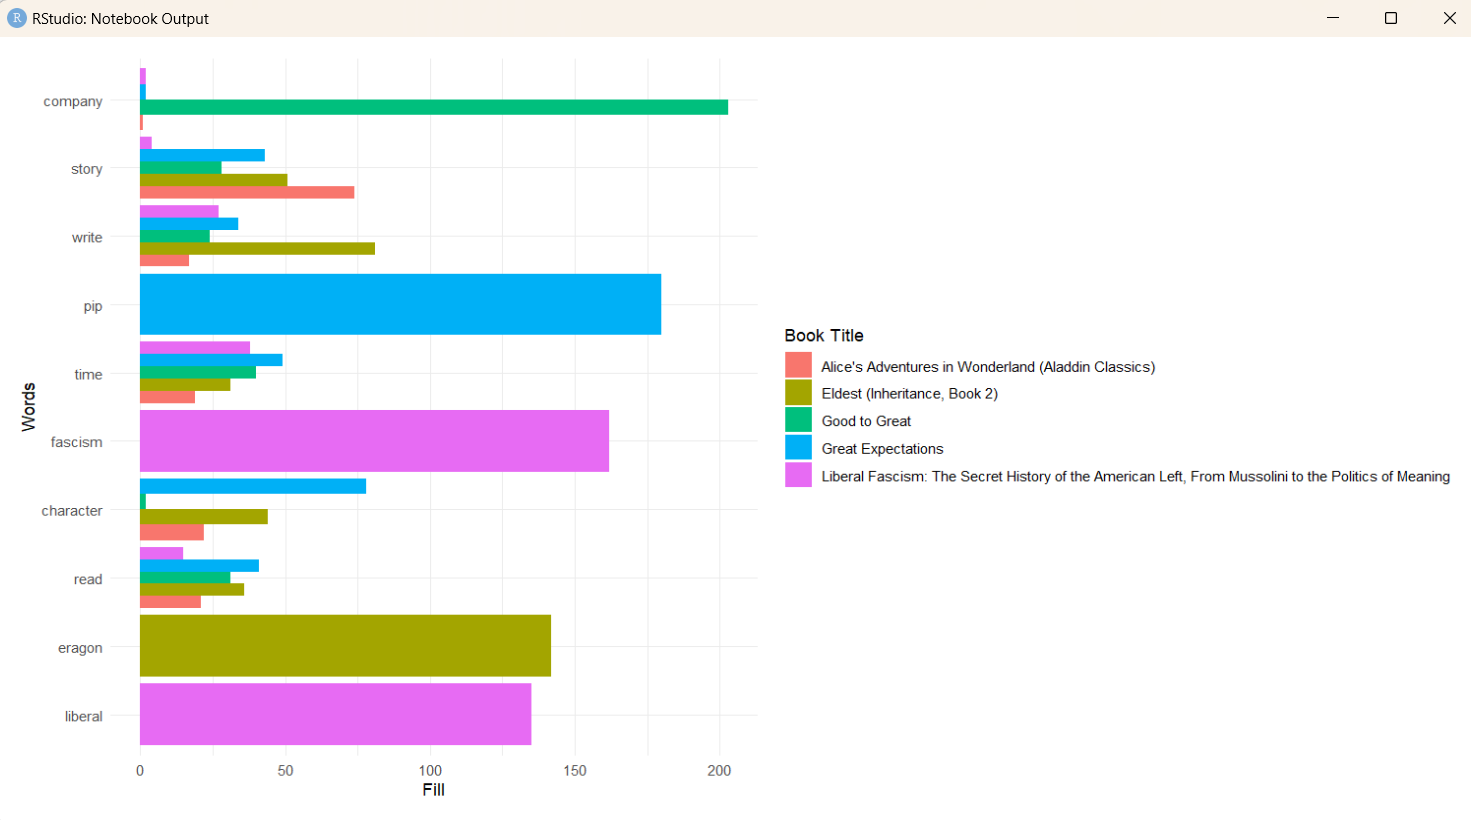 RStudio: Notebook Output
company
story
write
pip
time
fascism
character
read
eragon
liberal
Words
0 50 100 150 200
Fill
Book Title
Alice's Adventures in Wonderland (Aladdin Classics)
Eldest (Inheritance, Book 2)
Good to Great
Great Expectations
Liberal Fascism: The Secret History of the American Left, From Mussolini to the Politics of Meaning